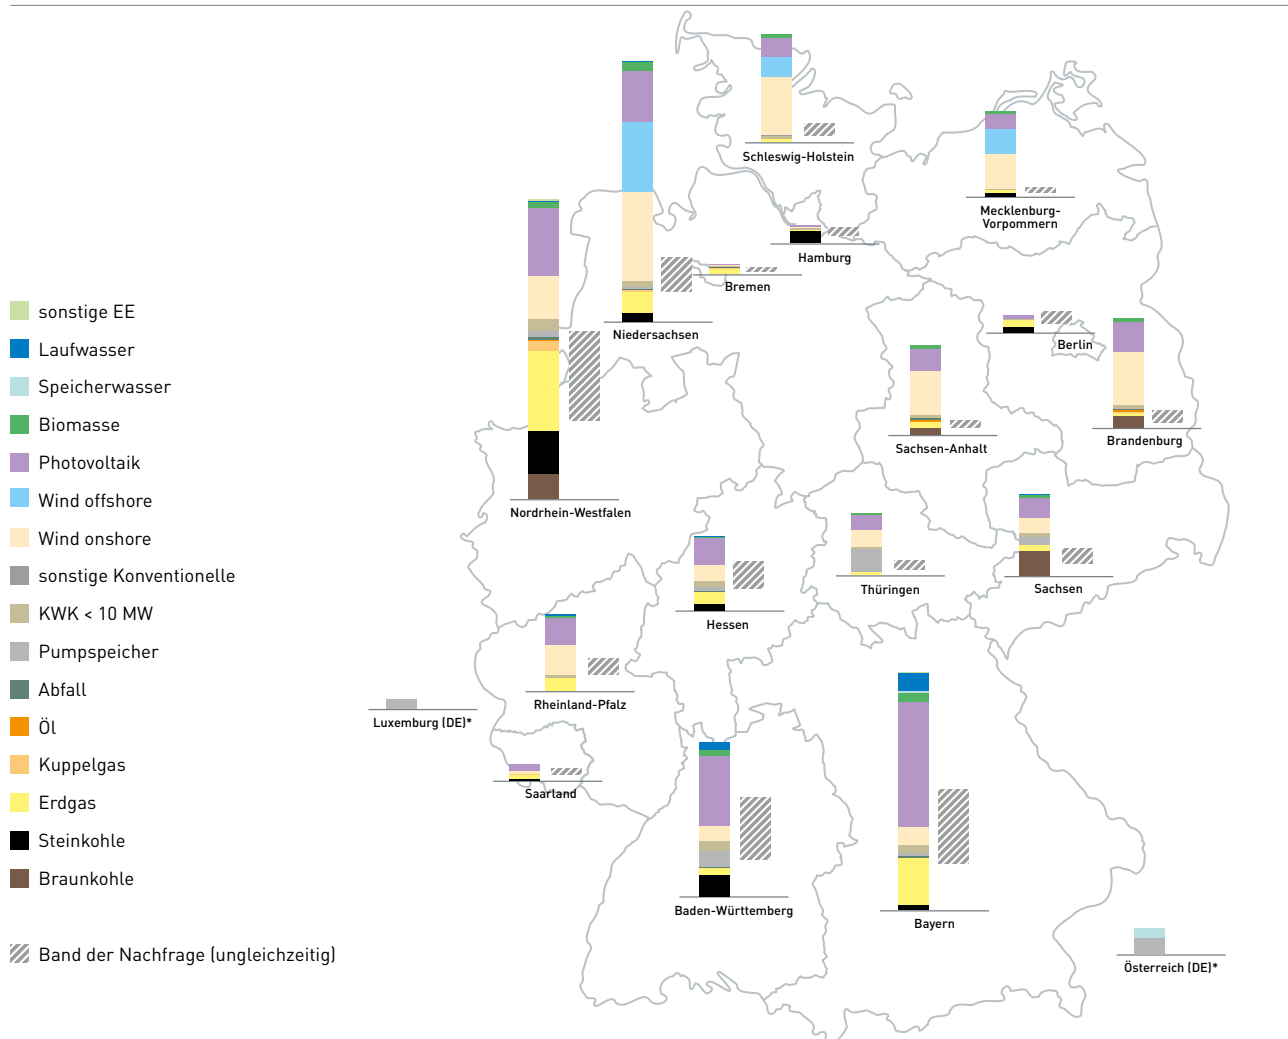 Schleswig-Holstein
Mecklenburg-
Vorpommern
Hamburg
Bremen
Niedersachsen
Berlin
Brandenburg
Sachsen-Anhalt
Nordrhein-Westfalen
Thüringen
Sachsen
Hessen
Rheinland-Pfalz
Luxemburg (DE)*
Saarland
Baden-Württemberg
Bayern
Österreich (DE)*
sonstige EE
Laufwasser
Speicherwasser
Biomasse
Photovoltaik
Wind offshore
Wind onshore
sonstige Konventionelle
KWK < 10 MW
Pumpspeicher
Abfall
Öl
Kuppelgas
Erdgas
Steinkohle
Braunkohle
Band der Nachfrage (ungleichzeitig)